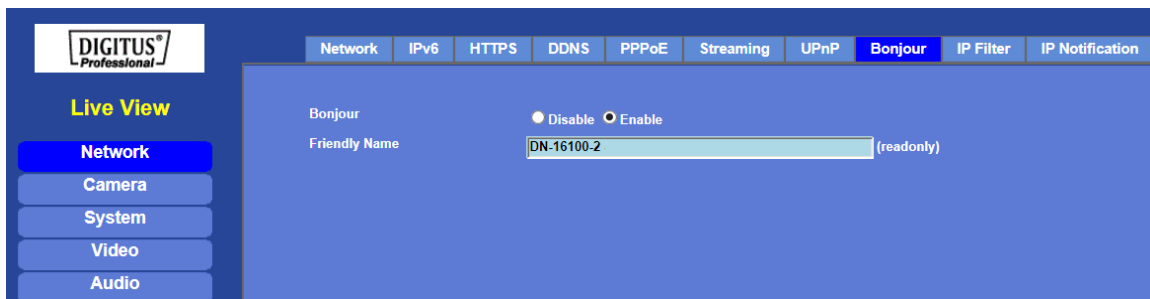 DIGITUS®
Professional
Network IPv6 HTTPS DDNS PPPoE Streaming UPnP Bonjour IP Filter IP Notification
Live View
Network
Camera
System
Video
Audio
Bonjour Disable Enable
Friendly Name DN-16100-2 (readonly)